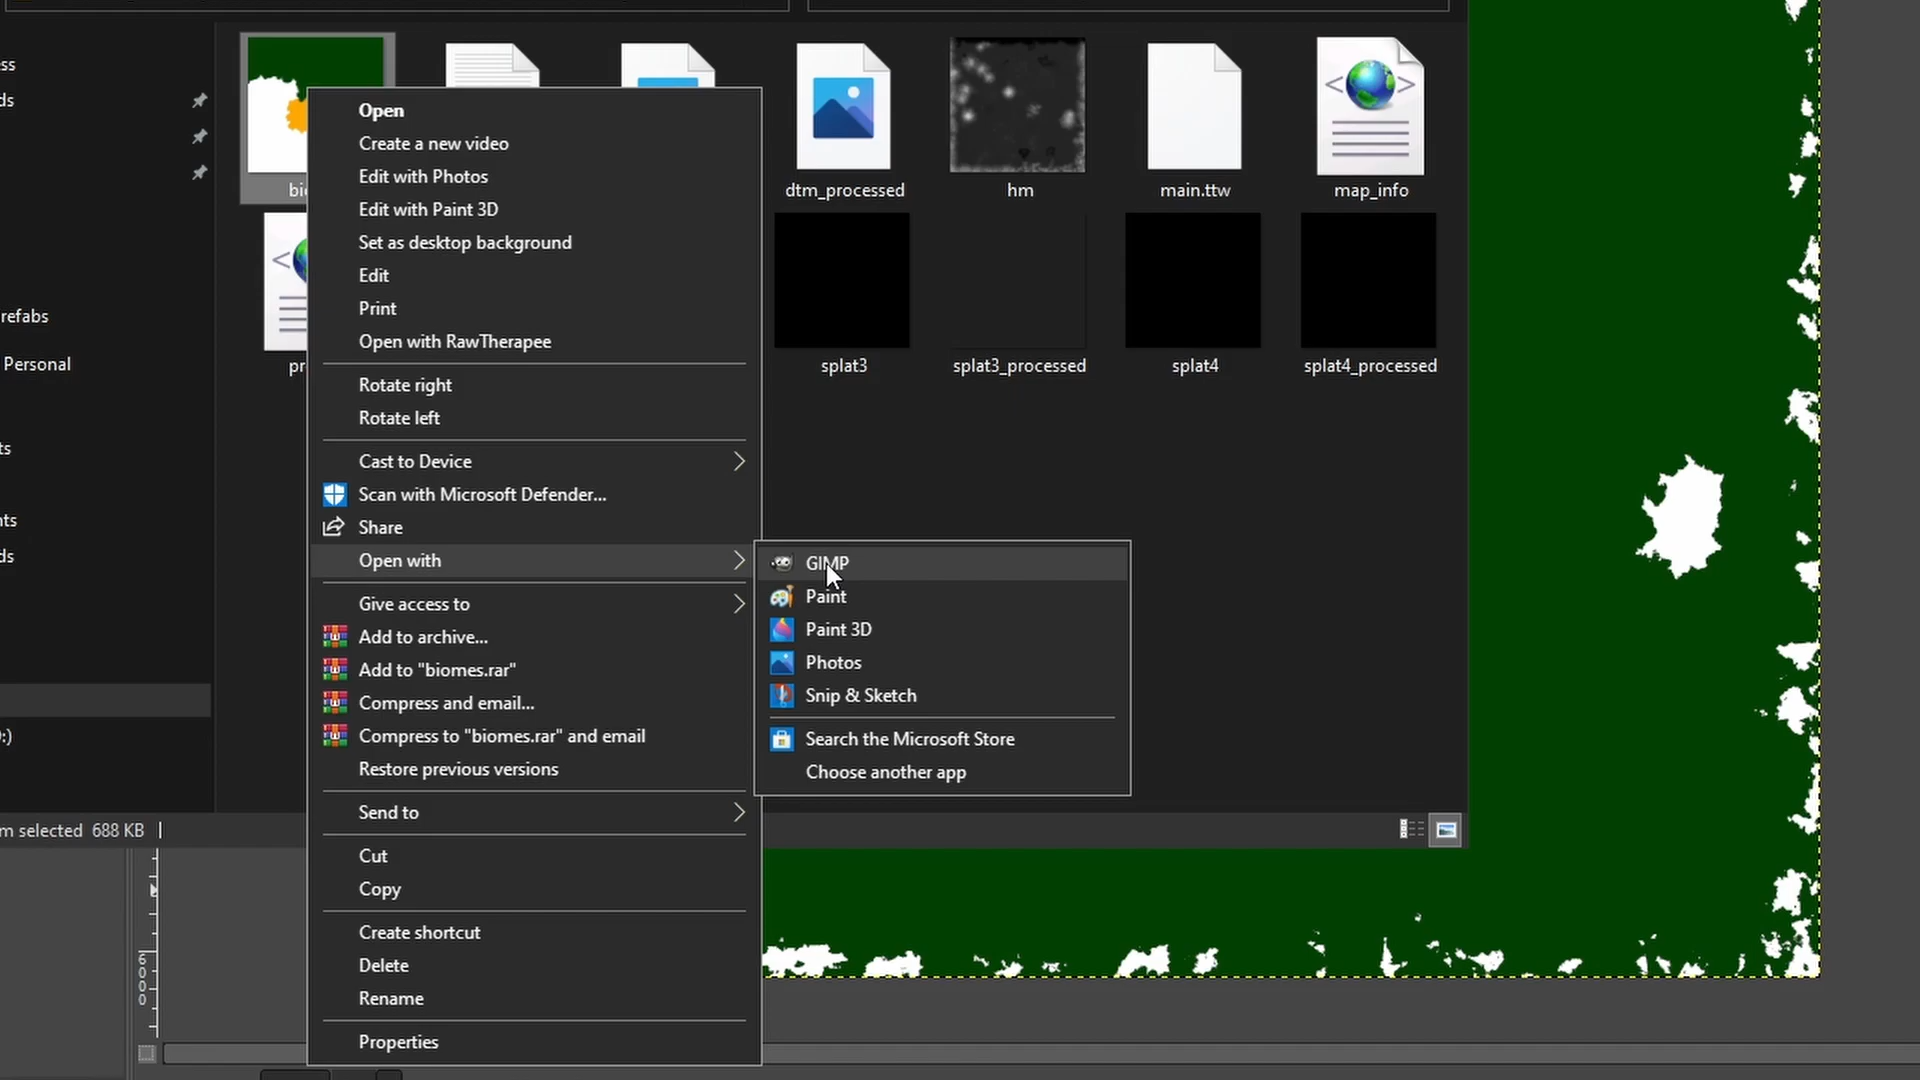 ss
ds
refabs
Personal
ts
nts
ds
:)
m selected 688 KB
bio
dtm_processed
hm
main.ttw
map_info
pr
splat3
splat3_processed
splat4
splat4_processed
Open
Create a new video
Edit with Photos
Edit with Paint 3D
Set as desktop background
Edit
Print
Open with RawTherapee
Rotate right
Rotate left
Cast to Device
Scan with Microsoft Defender...
Share
Open with
Give access to
Add to archive...
Add to "biomes.rar"
Compress and email...
Compress to "biomes.rar" and email
Restore previous versions
Send to
Cut
Copy
Create shortcut
Delete
Rename
Properties
GIMP
Paint
Paint 3D
Photos
Snip & Sketch
Search the Microsoft Store
Choose another app
6000